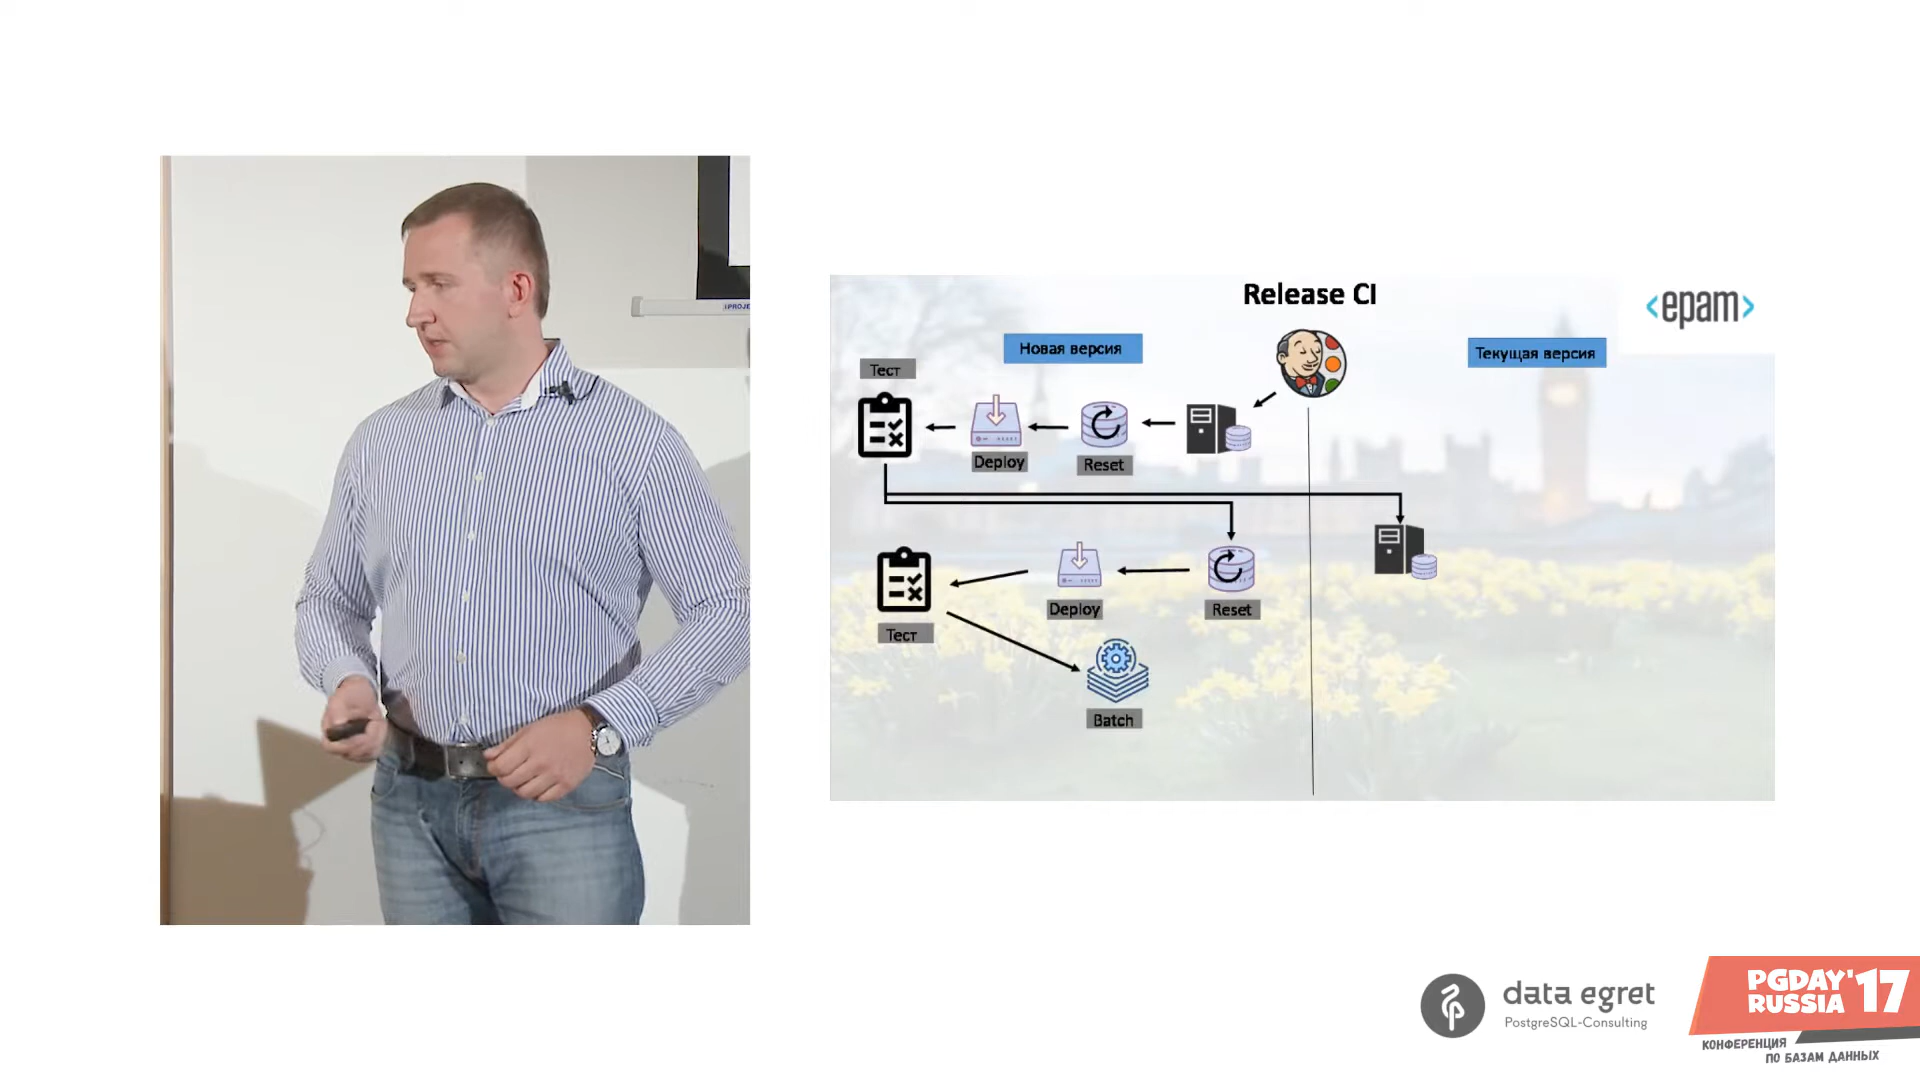 iPROJE
Release CI
<epam>
Новая версия
Текущая версия
Тест
Deploy
Reset
Deploy
Reset
Тест
Batch
data egret
PostgreSQL-Consulting
PGDAY'17
RUSSIA
КОНФЕРЕНЦИЯ
ПО БАЗАМ ДАННЫХ